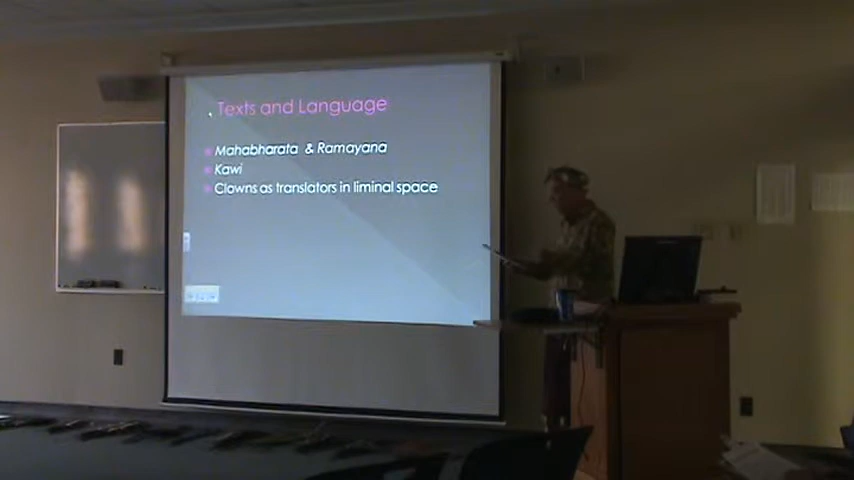 Texts and Language
Mahabharata & Ramayana
Kawi
Clowns as translators in liminal space